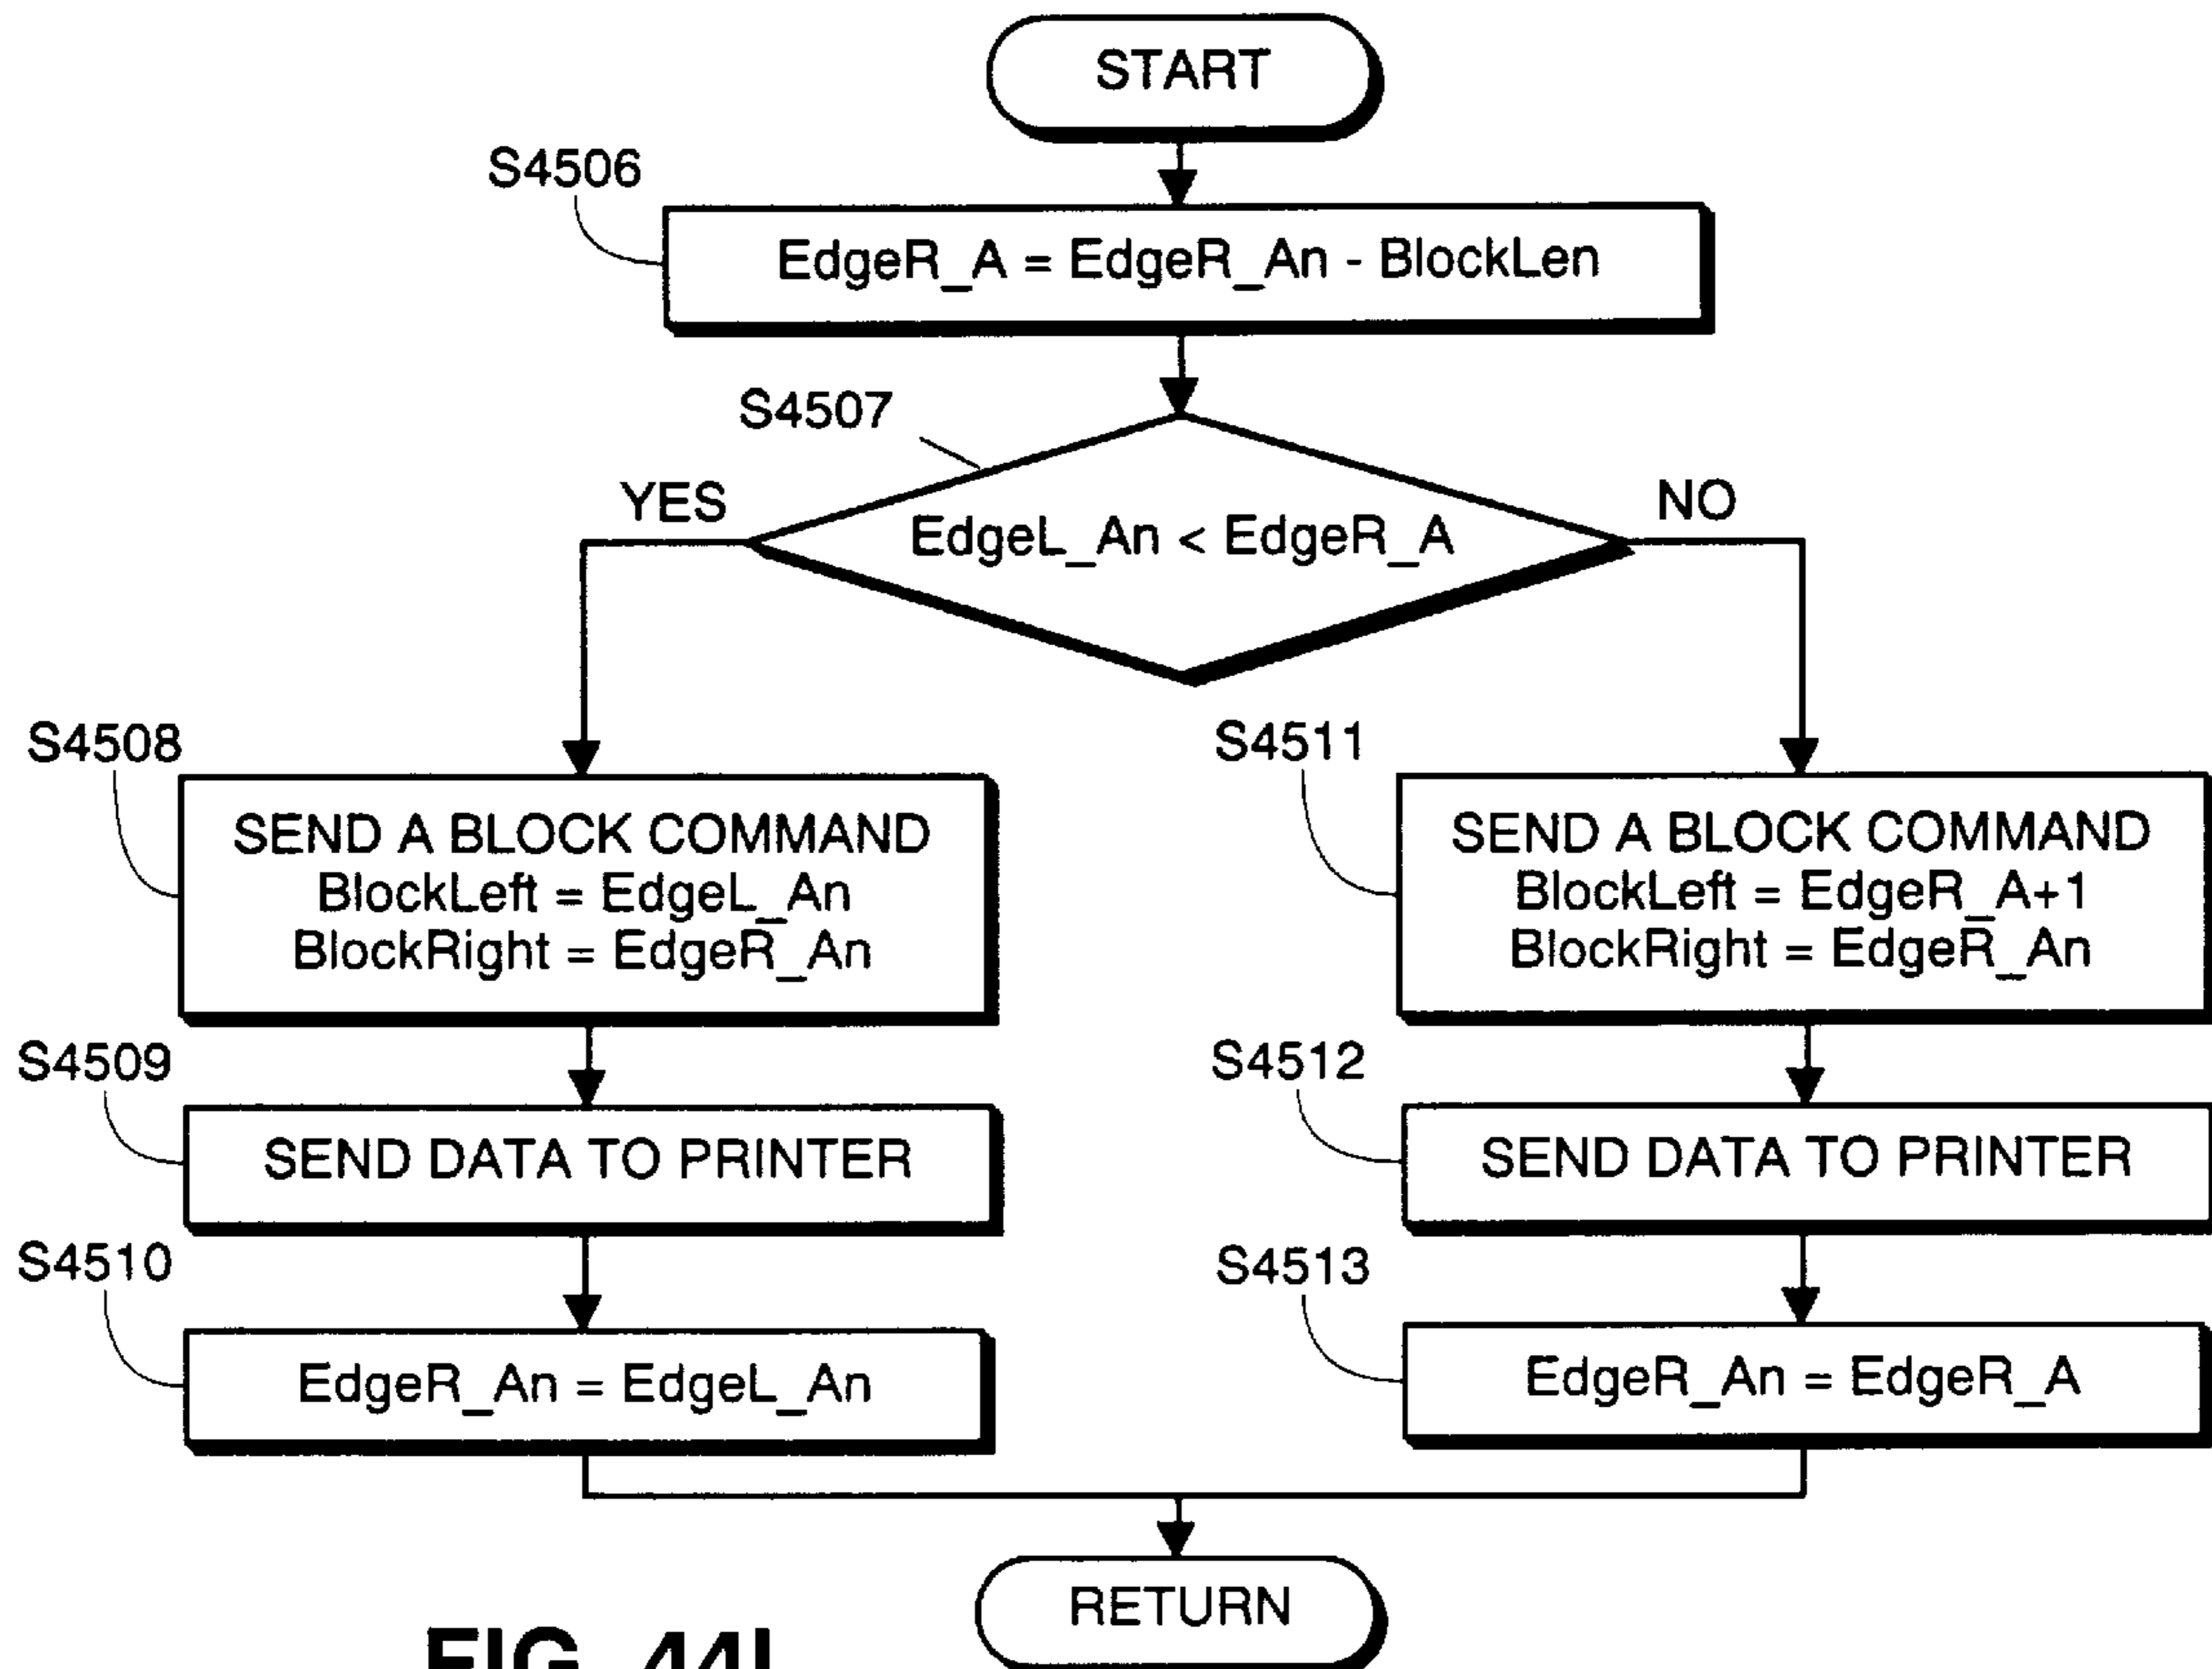 START
S4506
EdgeR_A = EdgeR_An - BlockLen
S4507
YES
NO
EdgeL_An < EdgeR_A
S4508
SEND A BLOCK COMMAND
BlockLeft = EdgeL_An
BlockRight = EdgeR_An
S4511
SEND A BLOCK COMMAND
BlockLeft = EdgeR_A+1
BlockRight = EdgeR_An
S4509
SEND DATA TO PRINTER
S4512
SEND DATA TO PRINTER
S4510
EdgeR_An = EdgeL_An
S4513
EdgeR_An = EdgeR_A
RETURN
FIG.